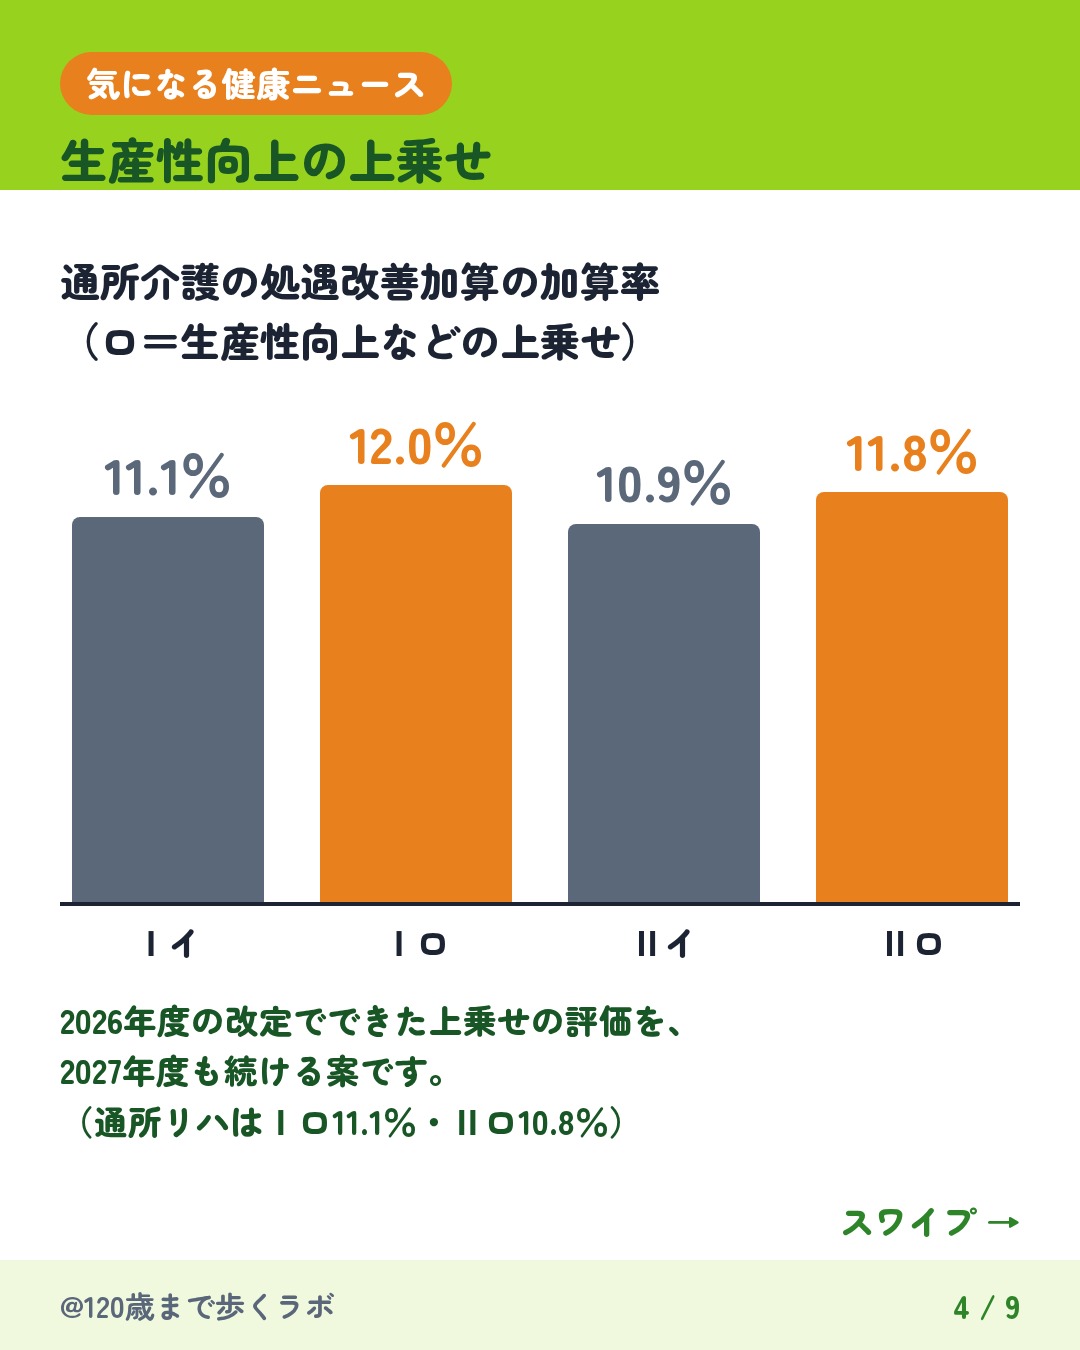 気になる健康ニュース
生産性向上の上乗せ
通所介護の処遇改善加算の加算率
（ロ＝生産性向上などの上乗せ）
11.1%
12.0%
10.9%
11.8%
Ⅰイ
Ⅰロ
Ⅱイ
Ⅱロ
2026年度の改定でできた上乗せの評価を、
2027年度も続ける案です。
（通所リハはⅠロ11.1%・Ⅱロ10.8%）
スワイプ →
@120歳まで歩くラボ
4 / 9